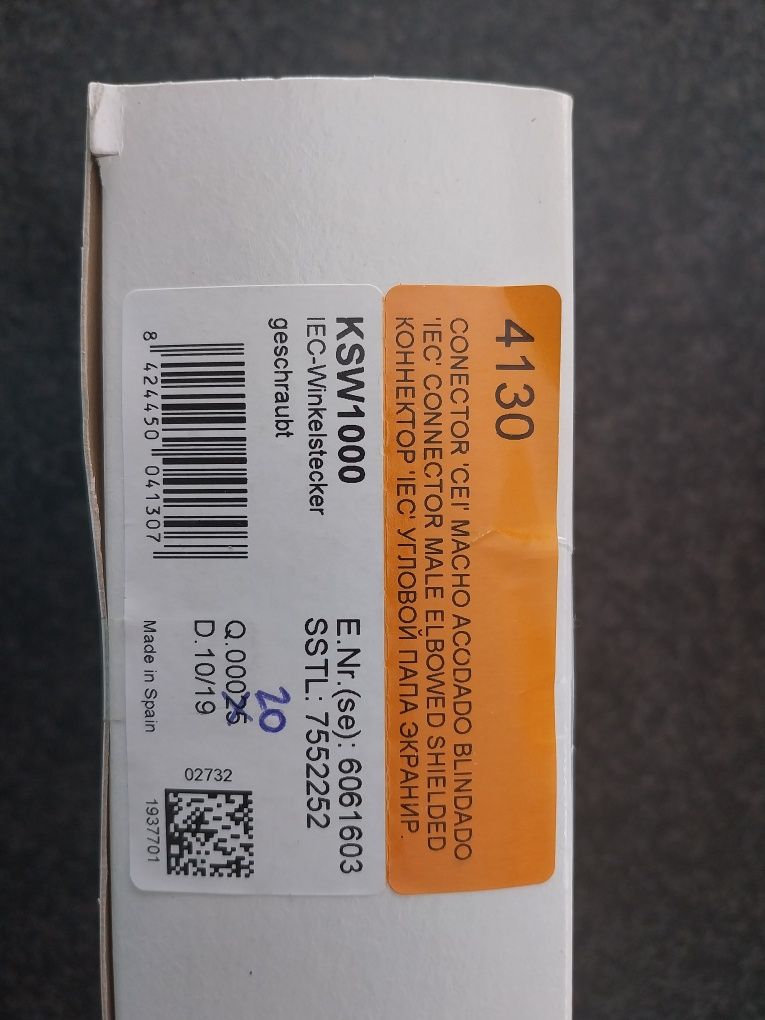 4130
CONECTOR 'CEI' MACHO ACODADO BLINDADO
'IEC' CONNECTOR MALE ELBOWED SHIELDED
КОННЕКТОР 'IEC' УГЛОВОЙ ПАПА ЭКРАНИР.
KSW1000
IEC-Winkelstecker
geschraubt
8 424450 041307
E.Nr.(se): 6061603
SSTL: 7552252
20
Q.00025
D.10/19
Made in Spain
02732
1937701